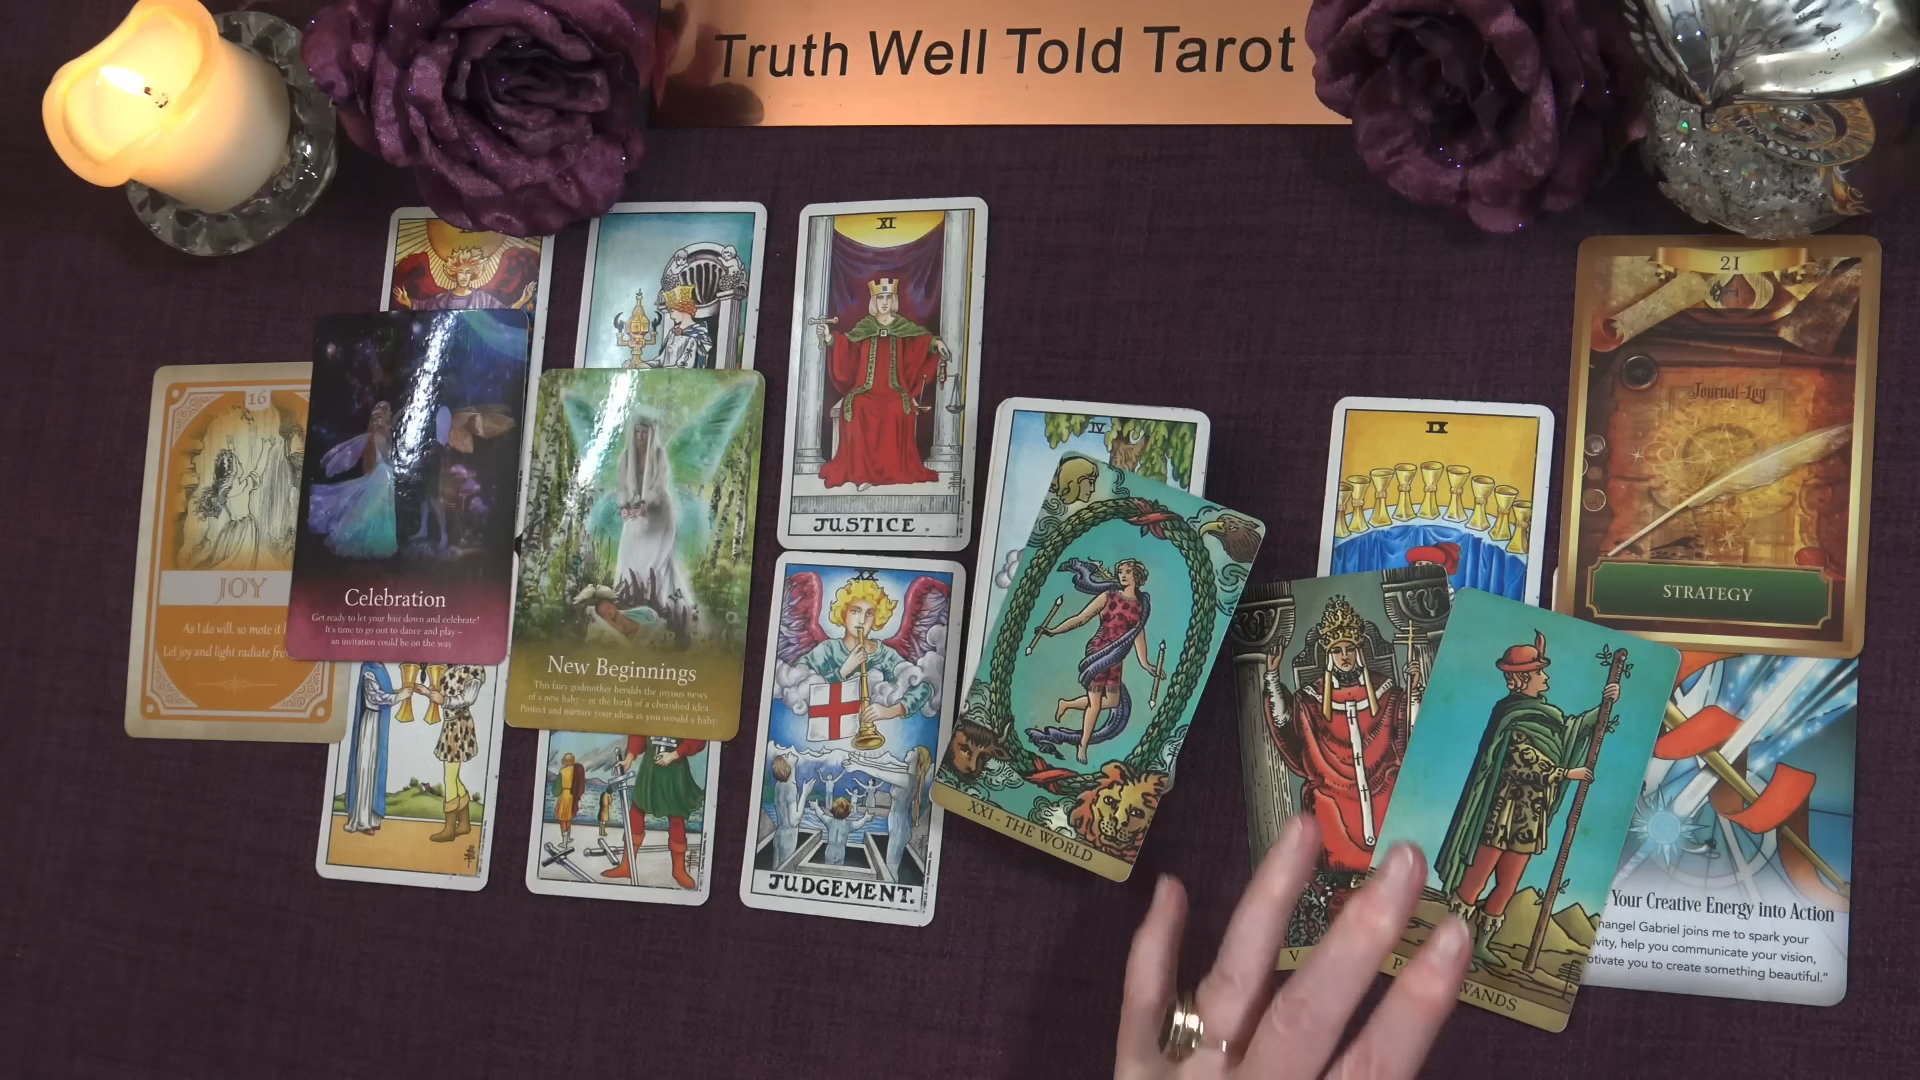 Truth Well Told Tarot
16
JOY
As I do will, so mote it
Let joy and light radiate
Celebration
Get ready to let your hair down and celebrate!
It's time to go out to dance and play –
an invitation could be on the way.
New Beginnings
This fairy godmother heralds the joyous news
of a new baby – or the birth of a cherished idea
Protect and nurture your ideas as you would a baby
XI
JUSTICE.
XX
JUDGEMENT.
IV
XXI - THE WORLD
IX
V
P
WANDS
21
Journal-Log
STRATEGY
Your Creative Energy into Action
joins me to spark your
help you communicate your vision,
you to create something beautiful."